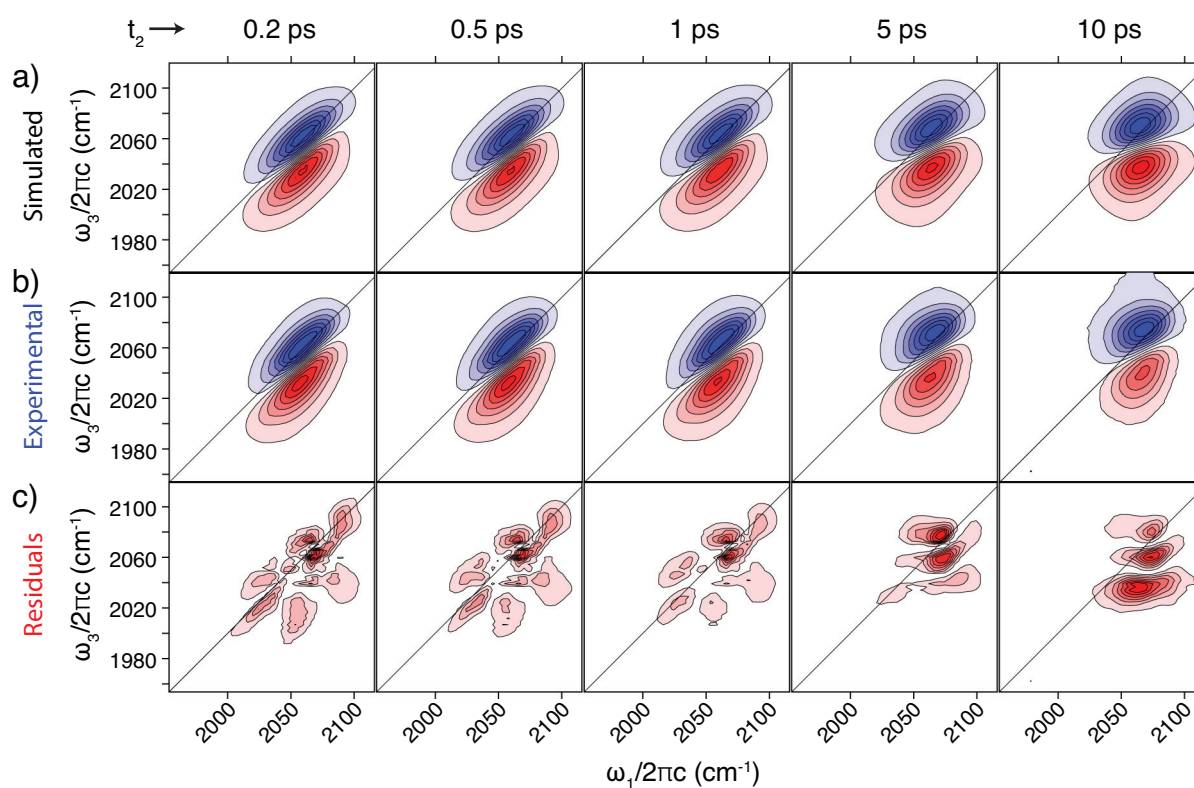 t₂ → 0.2 ps 0.5 ps 1 ps 5 ps 10 ps
a)
Simulated
ω₃/2πc (cm⁻¹)
2100
2060
2020
1980
b)
Experimental
ω₃/2πc (cm⁻¹)
2100
2060
2020
1980
c)
Residuals
ω₃/2πc (cm⁻¹)
2100
2060
2020
1980
2000 2050 2100 2000 2050 2100 2000 2050 2100 2000 2050 2100 2000 2050 2100
ω₁/2πc (cm⁻¹)